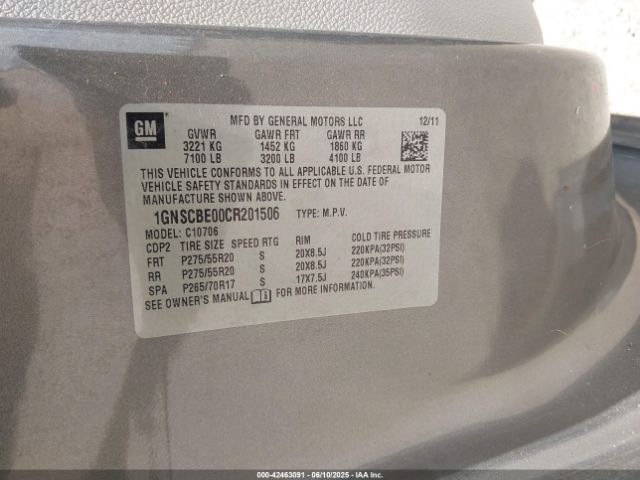 GM
MFD BY GENERAL MOTORS LLC 12/11
GVWR GAWR FRT GAWR RR
3221 KG 1452 KG 1860 KG
7100 LB 3200 LB 4100 LB
THIS VEHICLE CONFORMS TO ALL APPLICABLE U.S. FEDERAL MOTOR
VEHICLE SAFETY STANDARDS IN EFFECT ON THE DATE OF
MANUFACTURE SHOWN ABOVE.
1GNSCBE00CR201506 TYPE: M.P.V.
MODEL: C10706
CDP2 TIRE SIZE SPEED RTG RIM COLD TIRE PRESSURE
FRT P275/55R20 S 20X8.5J 220KPA(32PSI)
RR P275/55R20 S 20X8.5J 220KPA(32PSI)
SPA P265/70R17 S 17X7.5J 240KPA(35PSI)
SEE OWNER'S MANUAL FOR MORE INFORMATION.
000-42463091 - 06/10/2025 - IAAI.com